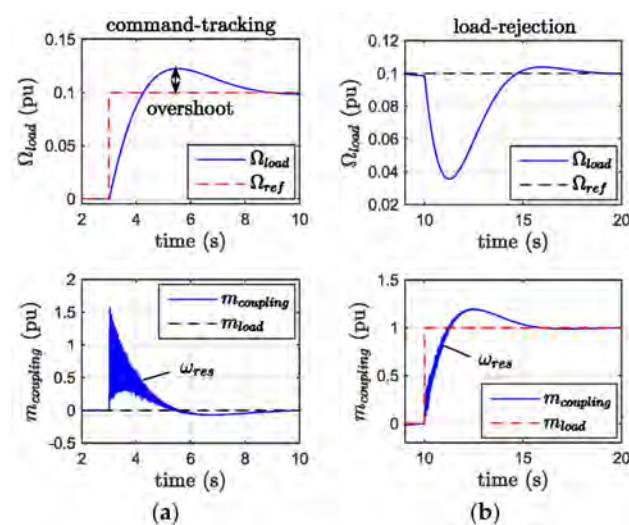 command-tracking
0.15
0.1
0.05
0
Ω_load (pu)
overshoot
Ω_load
Ω_ref
2 4 6 8 10
time (s)
load-rejection
0.12
0.1
0.08
0.06
0.04
0.02
Ω_load (pu)
Ω_load
Ω_ref
10 15 20
time (s)
2
1.5
1
0.5
0
-0.5
m_coupling (pu)
m_coupling
m_load
ω_res
2 4 6 8 10
time (s)
(a)
1.5
1
0.5
0
m_coupling (pu)
ω_res
m_coupling
m_load
10 15 20
time (s)
(b)